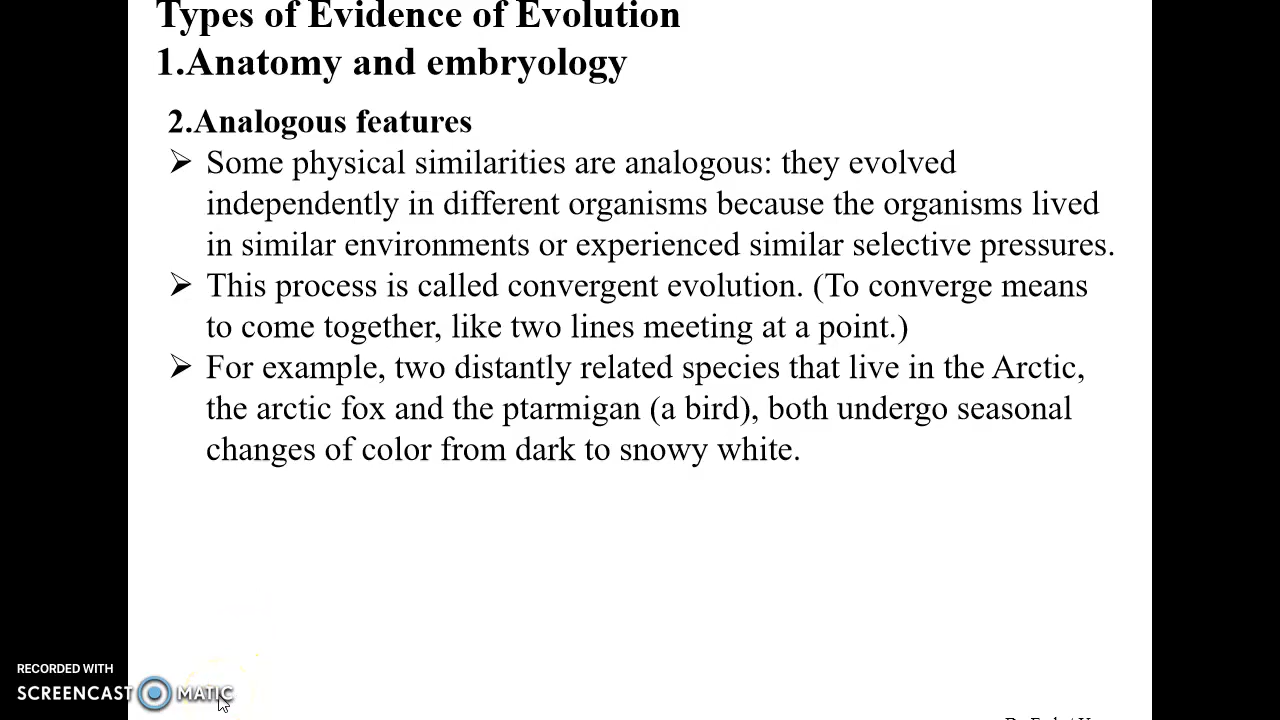 Types of Evidence of Evolution
1.Anatomy and embryology
2.Analogous features
➢ Some physical similarities are analogous: they evolved
independently in different organisms because the organisms lived
in similar environments or experienced similar selective pressures.
➢ This process is called convergent evolution. (To converge means
to come together, like two lines meeting at a point.)
➢ For example, two distantly related species that live in the Arctic,
the arctic fox and the ptarmigan (a bird), both undergo seasonal
changes of color from dark to snowy white.
RECORDED WITH
SCREENCAST MATIC